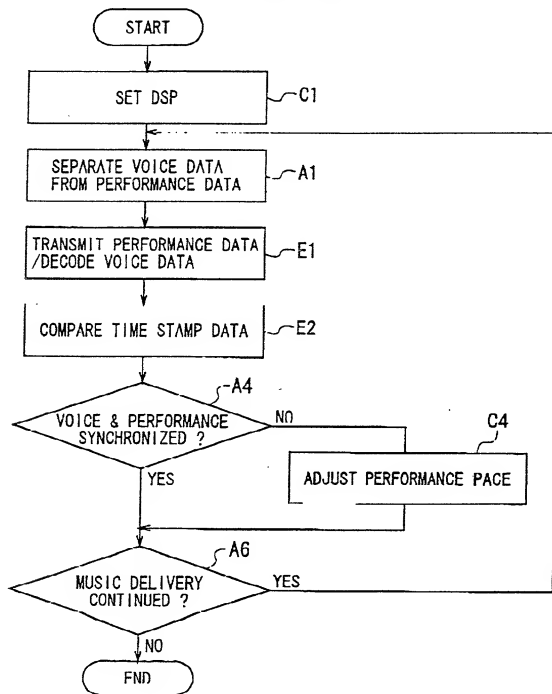 START
SET DSP
C1
SEPARATE VOICE DATA
FROM PERFORMANCE DATA
A1
TRANSMIT PERFORMANCE DATA
/DECODE VOICE DATA
E1
COMPARE TIME STAMP DATA
E2
A4
VOICE & PERFORMANCE
SYNCHRONIZED ?
NO
C4
ADJUST PERFORMANCE PACE
YES
A6
MUSIC DELIVERY
CONTINUED ?
YES
NO
END